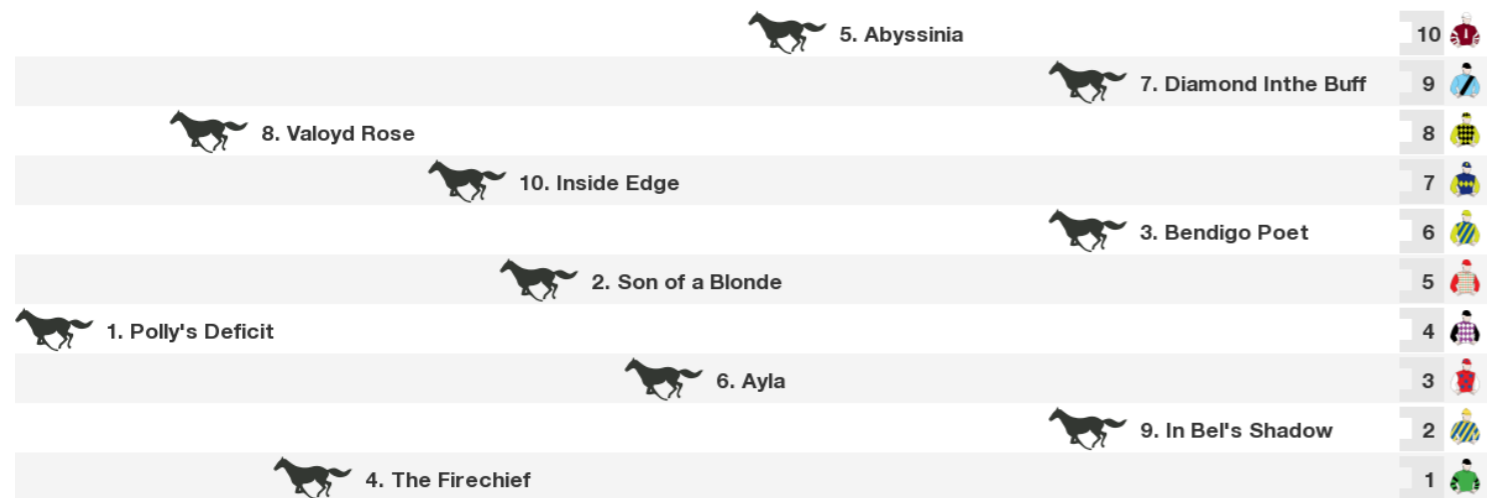 5. Abyssinia 10
7. Diamond Inthe Buff 9
8. Valoyd Rose 8
10. Inside Edge 7
3. Bendigo Poet 6
2. Son of a Blonde 5
1. Polly's Deficit 4
6. Ayla 3
9. In Bel's Shadow 2
4. The Firechief 1